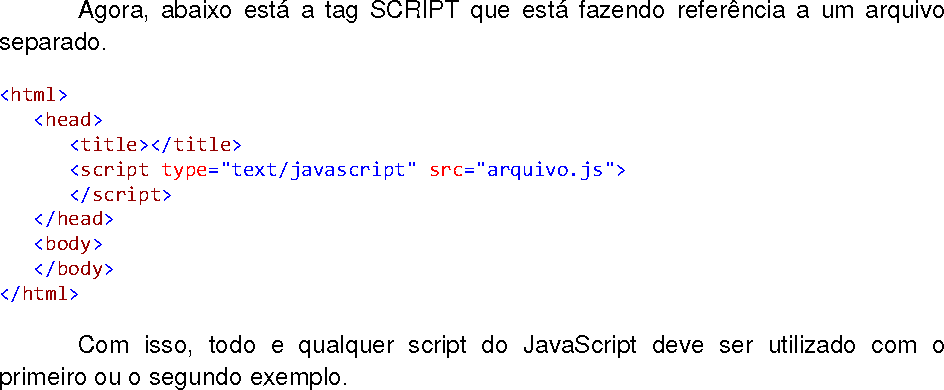 Agora, abaixo está a tag SCRIPT que está fazendo referência a um arquivo
separado.
<html>
<head>
<title></title>
<script type="text/javascript" src="arquivo.js">
</script>
</head>
<body>
</body>
</html>
Com isso, todo e qualquer script do JavaScript deve ser utilizado com o
primeiro ou o segundo exemplo.